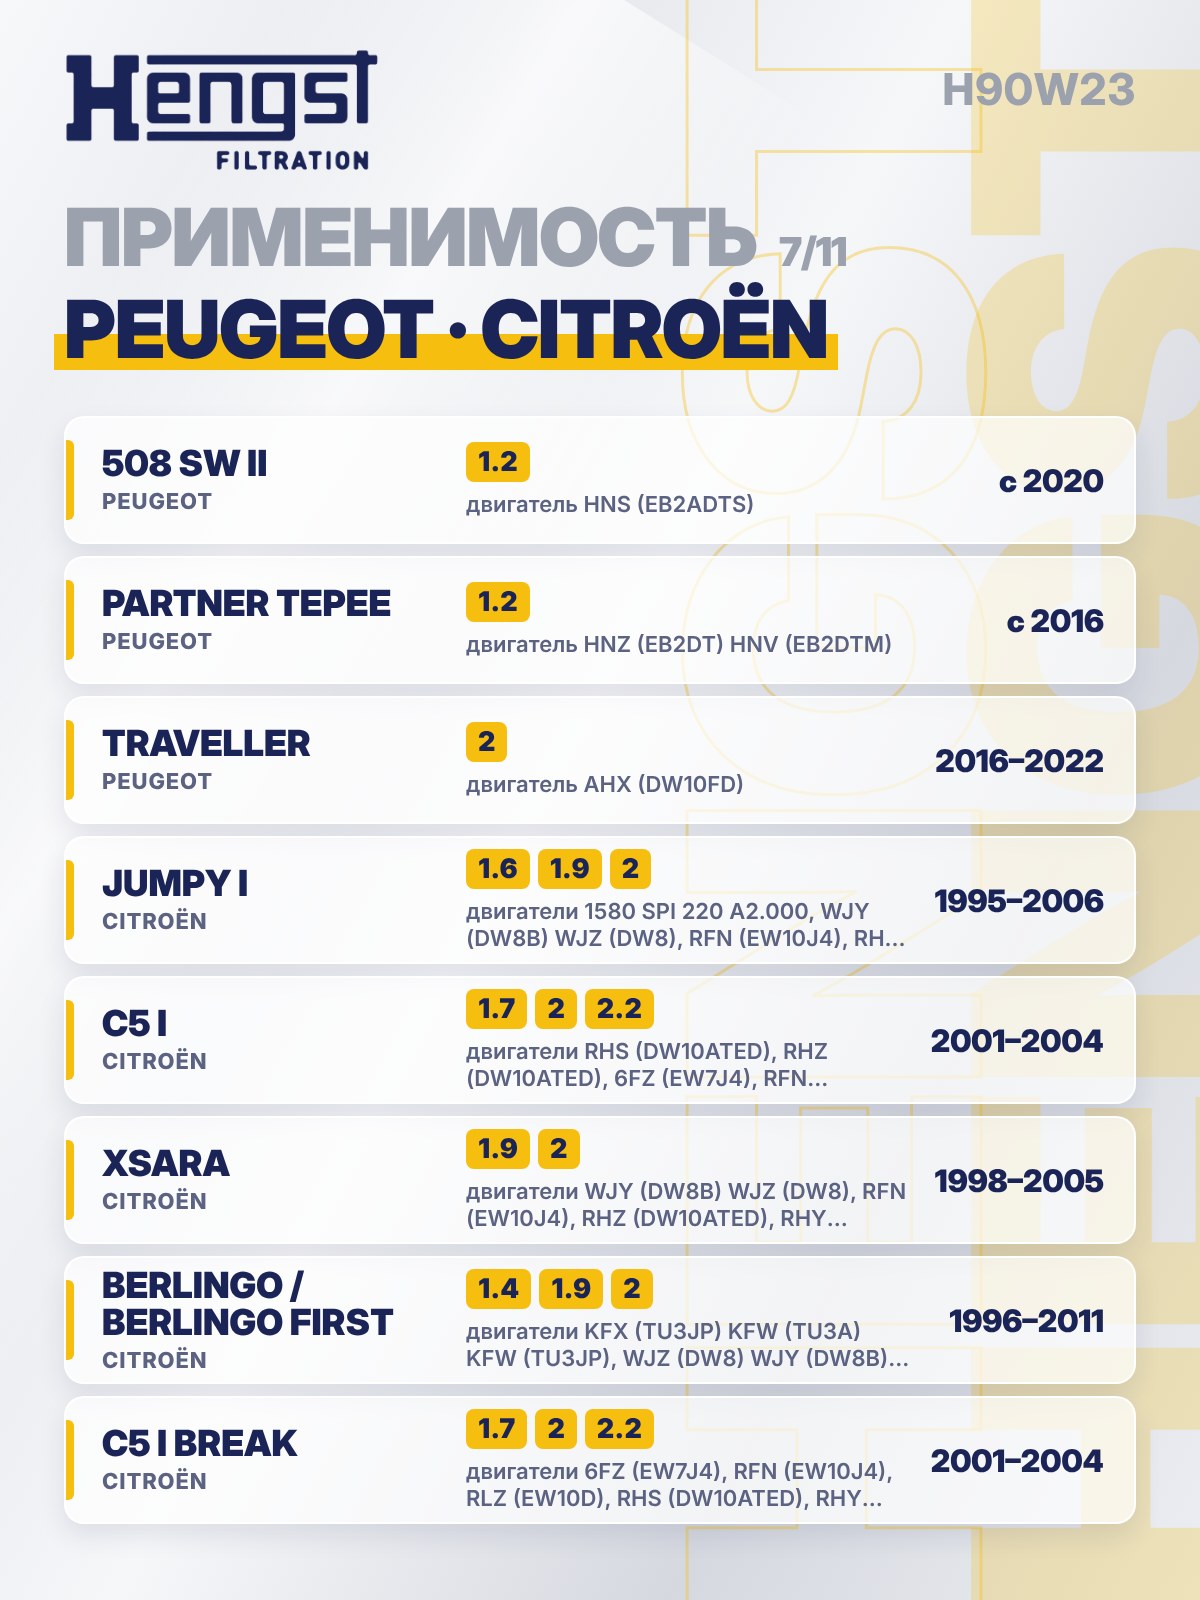 Hengst
FILTRATION
H90W23
ПРИМЕНИМОСТЬ 7/11
PEUGEOT · CITROËN
508 SW II
PEUGEOT
1.2
двигатель HNS (EB2ADTS)
с 2020
PARTNER TEPEE
PEUGEOT
1.2
двигатель HNZ (EB2DT) HNV (EB2DTM)
с 2016
TRAVELLER
PEUGEOT
2
двигатель AHX (DW10FD)
2016–2022
JUMPY I
CITROËN
1.6 1.9 2
двигатели 1580 SPI 220 A2.000, WJY
(DW8B) WJZ (DW8), RFN (EW10J4), RH...
1995–2006
C5 I
CITROËN
1.7 2 2.2
двигатели RHS (DW10ATED), RHZ
(DW10ATED), 6FZ (EW7J4), RFN...
2001–2004
XSARA
CITROËN
1.9 2
двигатели WJY (DW8B) WJZ (DW8), RFN
(EW10J4), RHZ (DW10ATED), RHY...
1998–2005
BERLINGO /
BERLINGO FIRST
CITROËN
1.4 1.9 2
двигатели KFX (TU3JP) KFW (TU3A)
KFW (TU3JP), WJZ (DW8) WJY (DW8B)...
1996–2011
C5 I BREAK
CITROËN
1.7 2 2.2
двигатели 6FZ (EW7J4), RFN (EW10J4),
RLZ (EW10D), RHS (DW10ATED), RHY...
2001–2004
HENGST